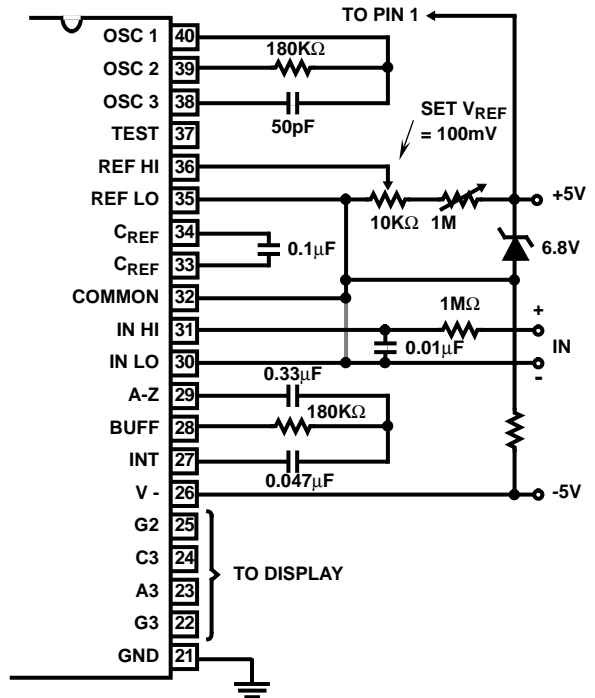 TO PIN 1
OSC 1 40
180KΩ
OSC 2 39
OSC 3 38
50pF
SET VREF
= 100mV
TEST 37
REF HI 36
REF LO 35
10KΩ 1M
+5V
CREF 34
0.1μF
6.8V
CREF 33
COMMON 32
1MΩ
+
IN HI 31
0.01μF
IN
IN LO 30
-
0.33μF
A-Z 29
180KΩ
BUFF 28
INT 27
0.047μF
V - 26
-5V
G2 25
C3 24
TO DISPLAY
A3 23
G3 22
GND 21